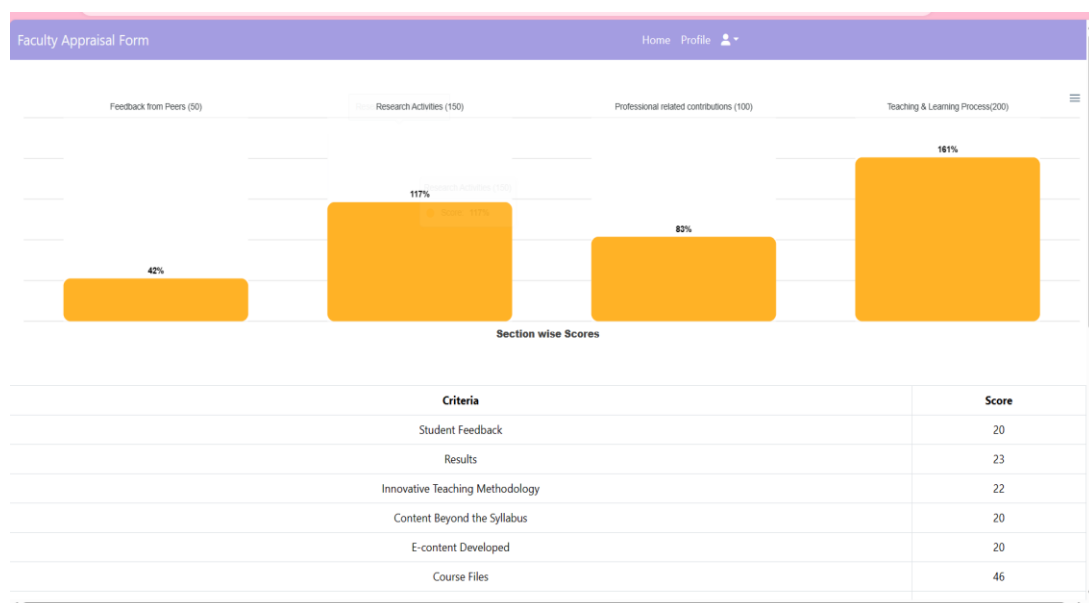 Faculty Appraisal Form Home Profile
Feedback from Peers (50) Research Activities (150) Professional related contributions (100) Teaching & Learning Process(200)
161%
117%
83%
42%
Section wise Scores
Criteria Score
Student Feedback 20
Results 23
Innovative Teaching Methodology 22
Content Beyond the Syllabus 20
E-content Developed 20
Course Files 46